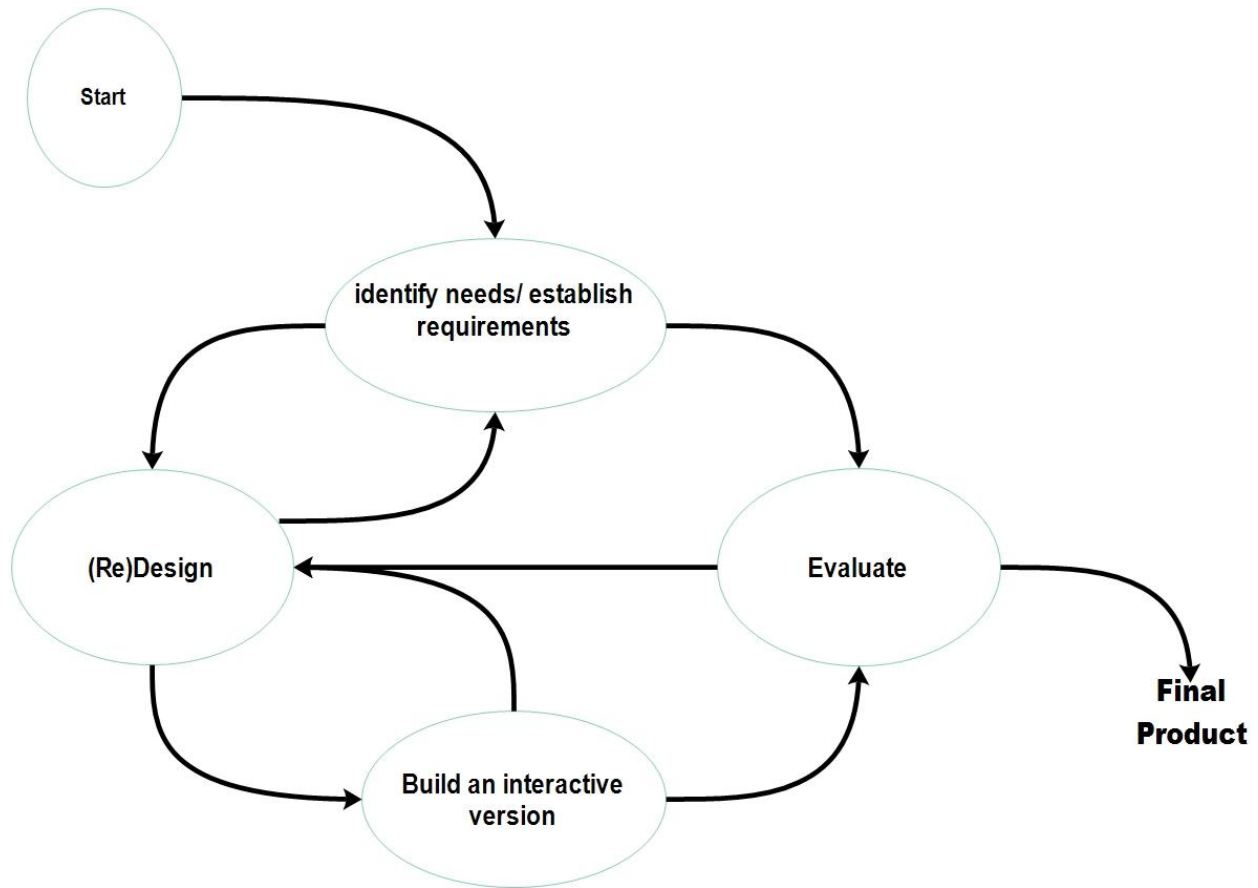 Start
identify needs/ establish
requirements
(Re)Design
Evaluate
Final
Product
Build an interactive
version